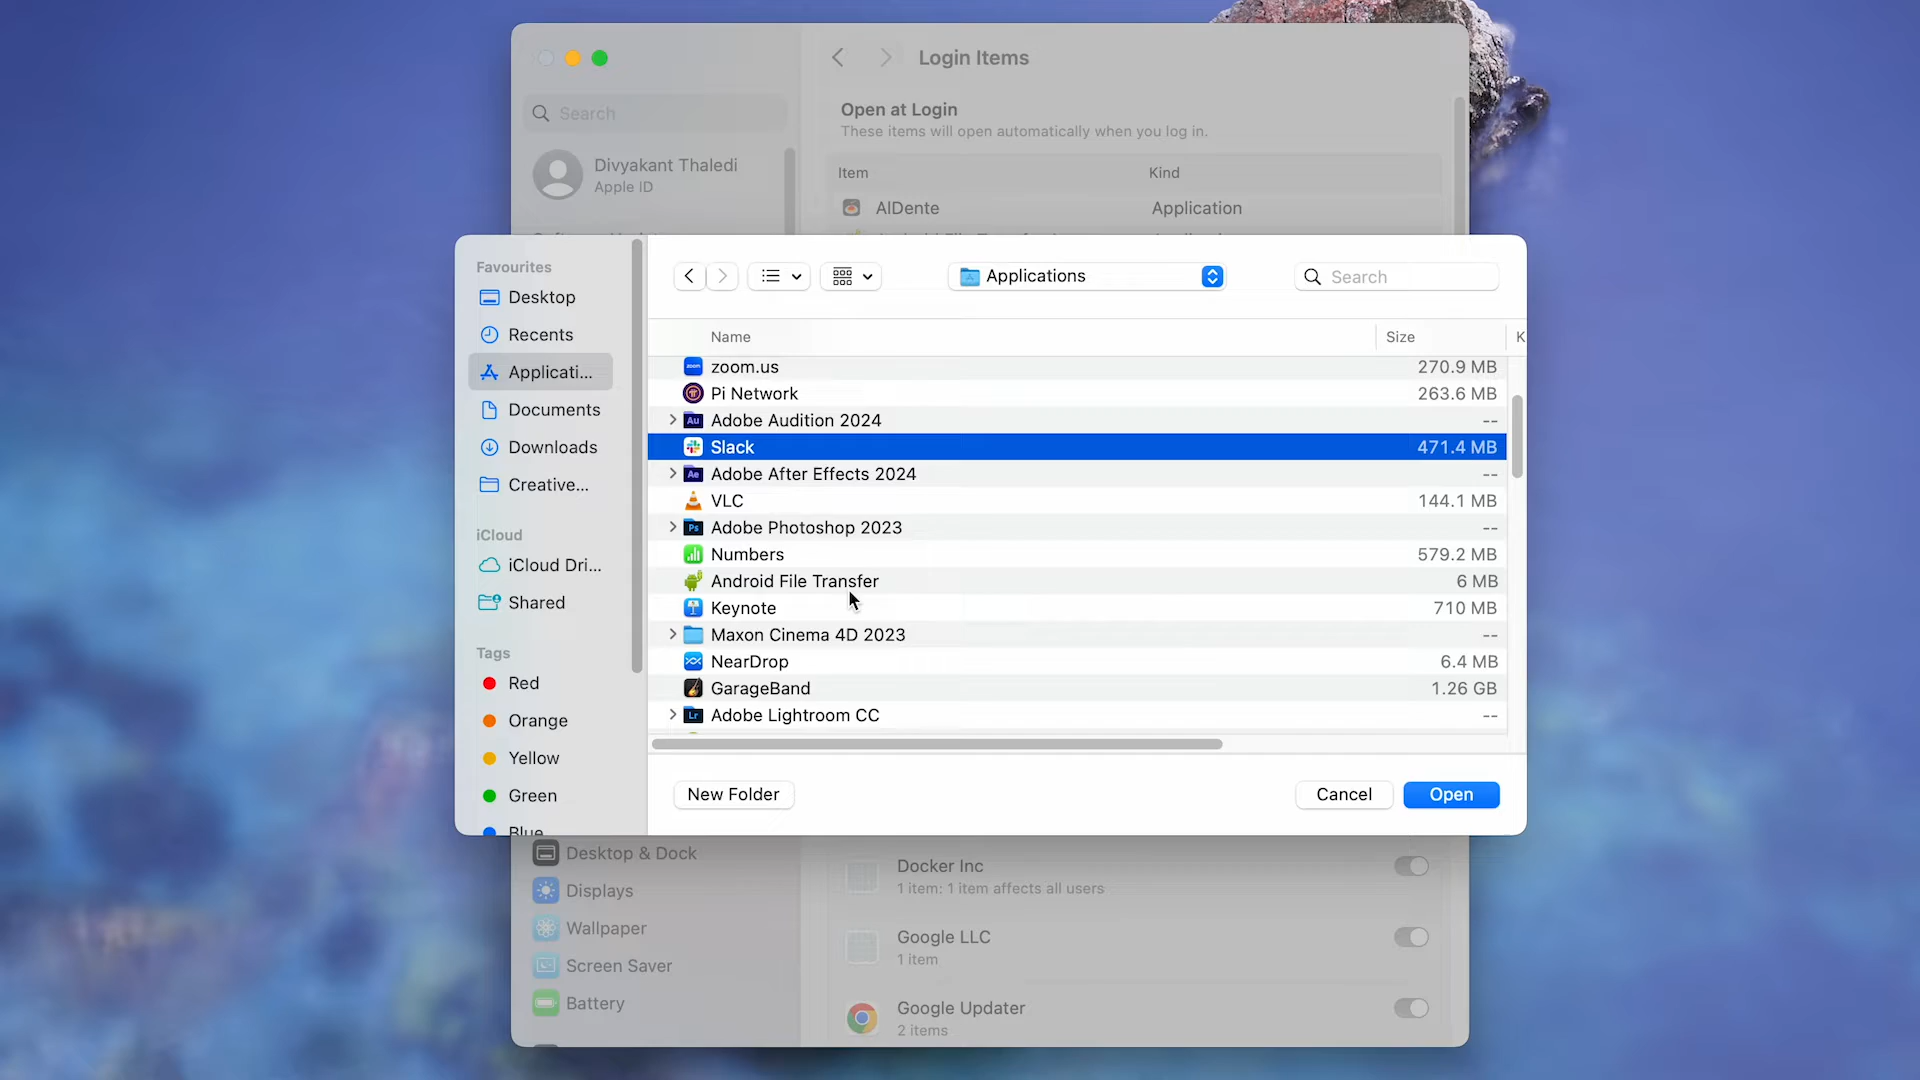 Login Items
Search
Open at Login
These items will open automatically when you log in.
Divyakant Thaledi
Apple ID
Item Kind
AlDente Application
Favourites
Desktop
Recents
Applicati...
Documents
Downloads
Creative...
iCloud
iCloud Dri...
Shared
Tags
Red
Orange
Yellow
Green
Blue
Applications
Search
Name Size K
zoom.us 270.9 MB
Pi Network 263.6 MB
Au Adobe Audition 2024 --
Slack 471.4 MB
Ae Adobe After Effects 2024 --
VLC 144.1 MB
Ps Adobe Photoshop 2023 --
Numbers 579.2 MB
Android File Transfer 6 MB
Keynote 710 MB
Maxon Cinema 4D 2023 --
NearDrop 6.4 MB
GarageBand 1.26 GB
Lr Adobe Lightroom CC --
New Folder Cancel Open
Desktop & Dock
Displays
Wallpaper
Screen Saver
Battery
Docker Inc
1 item: 1 item affects all users
Google LLC
1 item
Google Updater
2 items